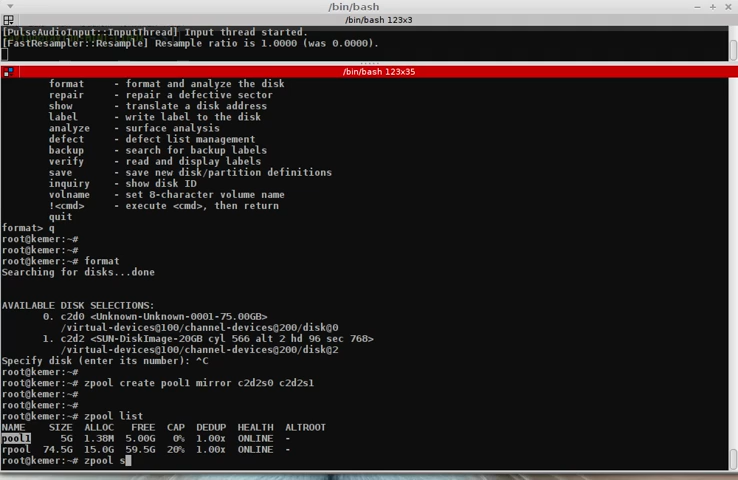 /bin/bash
/bin/bash 123x3
[PulseAudioInput::InputThread] Input thread started.
[FastResampler::Resample] Resample ratio is 1.0000 (was 0.0000).
/bin/bash 123x35
format - format and analyze the disk
repair - repair a defective sector
show - translate a disk address
label - write label to the disk
analyze - surface analysis
defect - defect list management
backup - search for backup labels
verify - read and display labels
save - save new disk/partition definitions
inquiry - show disk ID
volname - set 8-character volume name
!<cmd> - execute <cmd>, then return
quit
format> q
root@kemer:~#
root@kemer:~#
root@kemer:~# format
Searching for disks...done
AVAILABLE DISK SELECTIONS:
0. c2d0 <Unknown-Unknown-0001-75.00GB>
/virtual-devices@100/channel-devices@200/disk@0
1. c2d2 <SUN-DiskImage-20GB cyl 566 alt 2 hd 96 sec 768>
/virtual-devices@100/channel-devices@200/disk@2
Specify disk (enter its number): ^C
root@kemer:~#
root@kemer:~# zpool create pool1 mirror c2d2s0 c2d2s1
root@kemer:~#
root@kemer:~#
root@kemer:~# zpool list
NAME SIZE ALLOC FREE CAP DEDUP HEALTH ALTROOT
pool1 5G 1.38M 5.00G 0% 1.00x ONLINE -
rpool 74.5G 15.0G 59.5G 20% 1.00x ONLINE -
root@kemer:~# zpool s